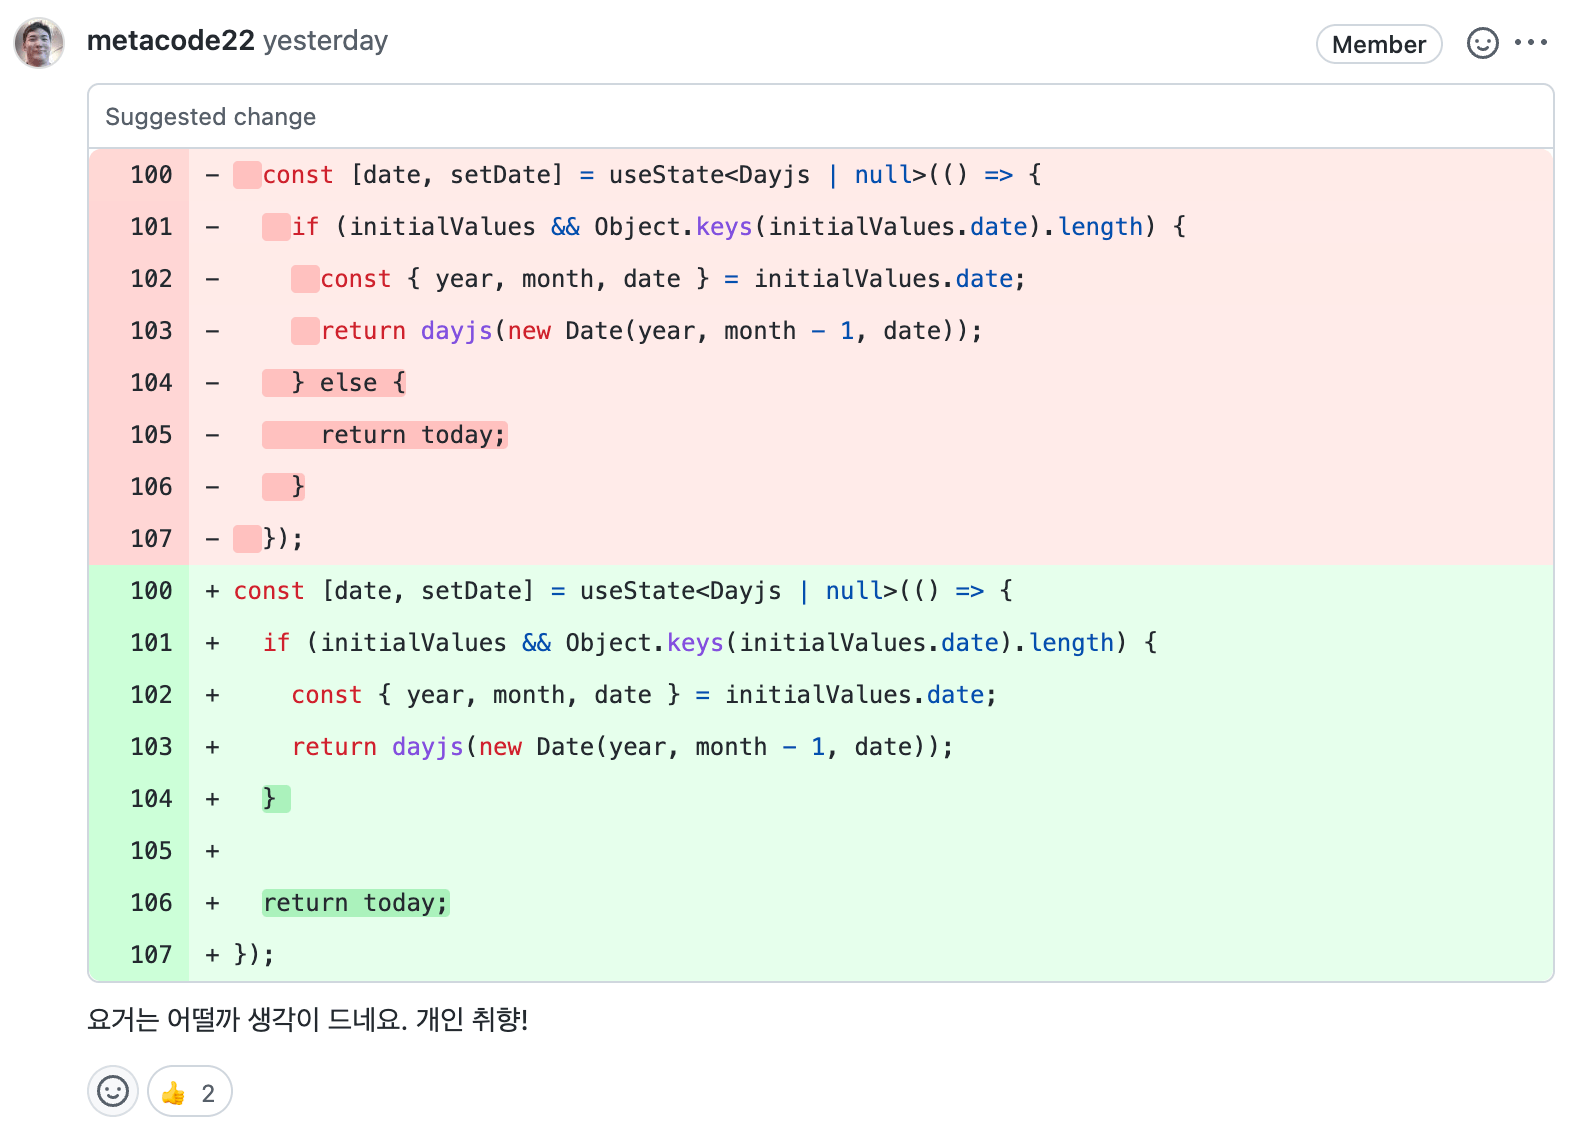 metacode22 yesterday
Member
Suggested change
100 -   const [date, setDate] = useState<Dayjs | null>(() => {
101 -     if (initialValues && Object.keys(initialValues.date).length) {
102 -       const { year, month, date } = initialValues.date;
103 -       return dayjs(new Date(year, month - 1, date));
104 -     } else {
105 -       return today;
106 -     }
107 -   });
100 + const [date, setDate] = useState<Dayjs | null>(() => {
101 +   if (initialValues && Object.keys(initialValues.date).length) {
102 +     const { year, month, date } = initialValues.date;
103 +     return dayjs(new Date(year, month - 1, date));
104 +   }
105 +
106 +   return today;
107 + });
요거는 어떨까 생각이 드네요. 개인 취향!
👍 2